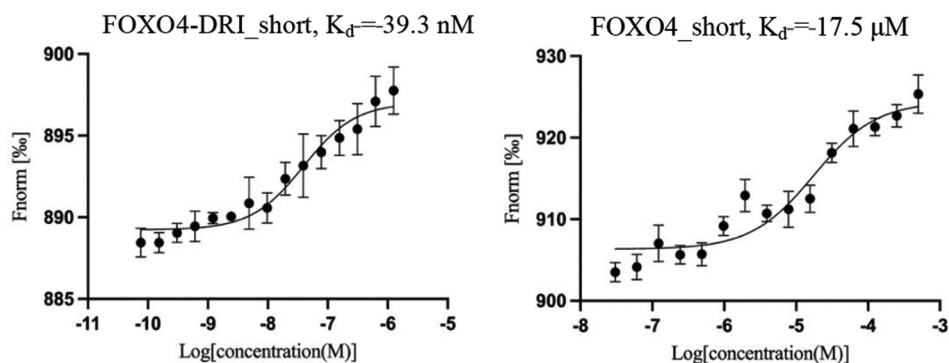 FOXO4-DRI_short, Kd=-39.3 nM
900
895
890
885
Fnorm [‰]
-11 -10 -9 -8 -7 -6 -5
Log[concentration(M)]
FOXO4_short, Kd=-17.5 μM
930
920
910
900
Fnorm [‰]
-8 -7 -6 -5 -4 -3
Log[concentration(M)]